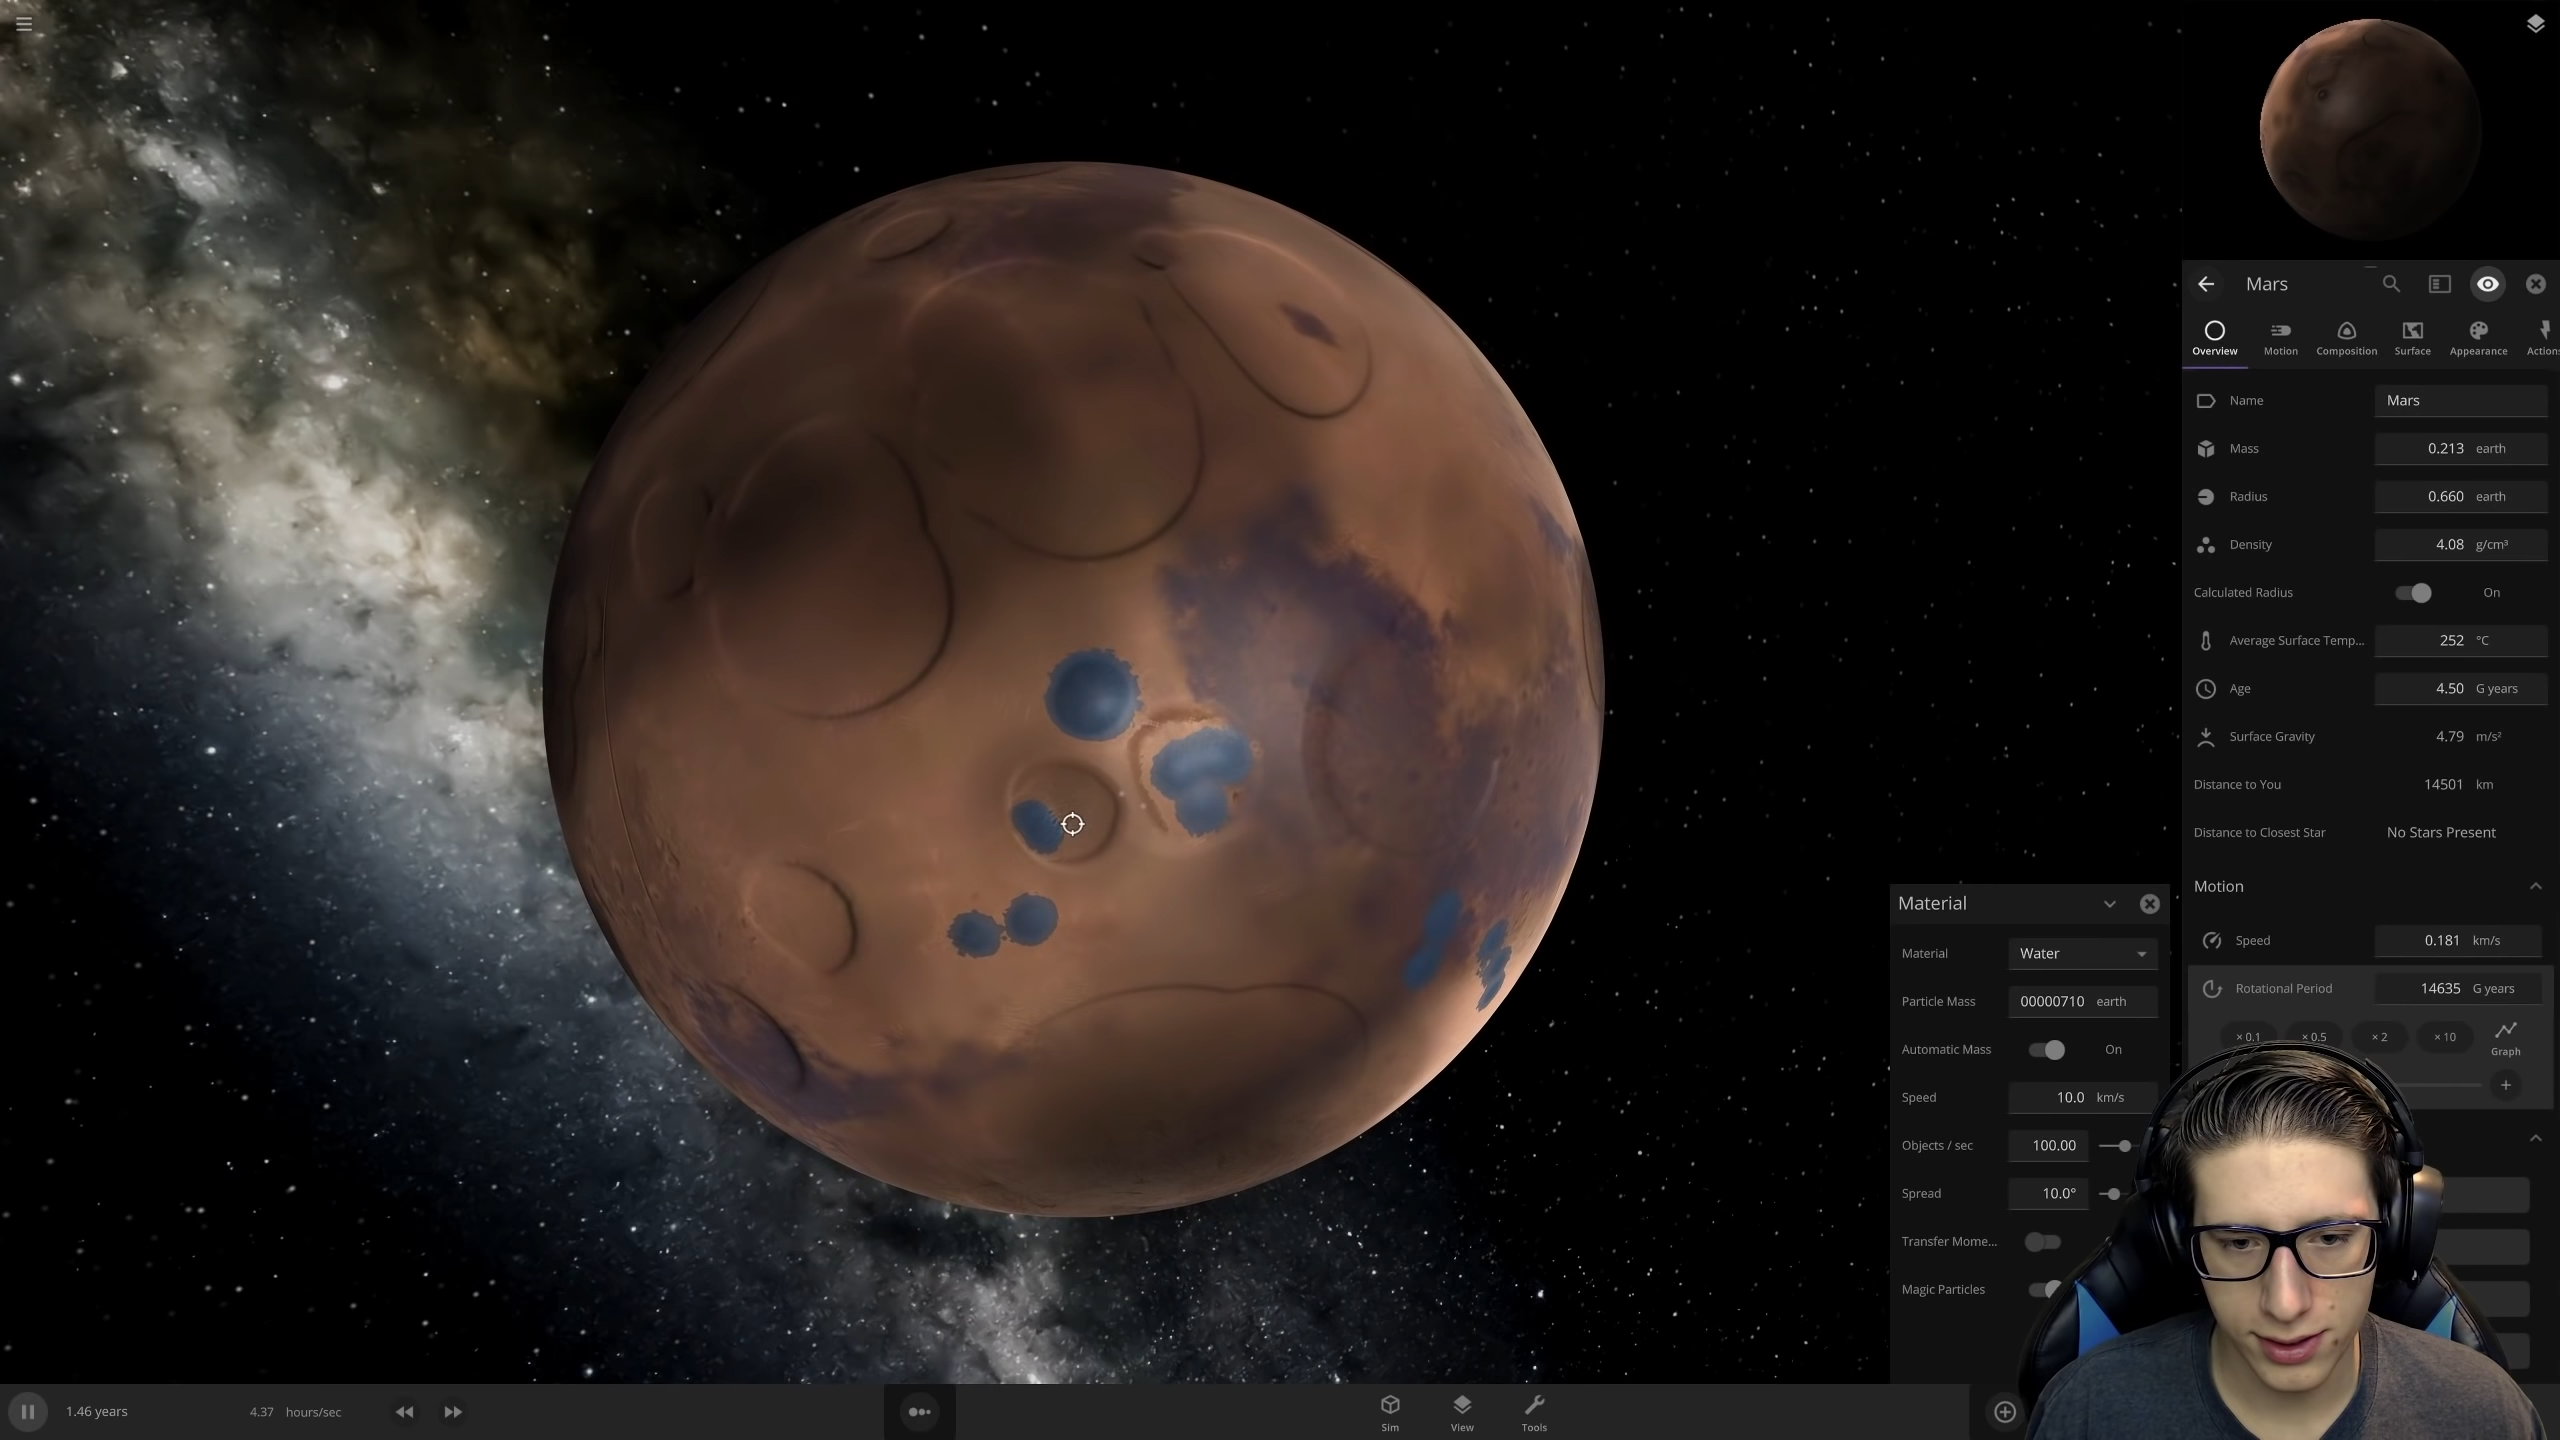 Mars
Overview Motion Composition Surface Appearance Action
Name Mars
Mass 0.213 earth
Radius 0.660 earth
Density 4.08 g/cm³
Calculated Radius On
Average Surface Temp... 252 °C
Age 4.50 G years
Surface Gravity 4.79 m/s²
Distance to You 14501 km
Distance to Closest Star No Stars Present
Motion
Speed 0.181 km/s
Rotational Period 14635 G years
× 0.1 × 0.5 × 2 × 10 Graph
Material
Material Water
Particle Mass 00000710 earth
Automatic Mass On
Speed 10.0 km/s
Objects / sec 100.00
Spread 10.0°
Transfer Mome...
Magic Particles
1.46 years 4.37 hours/sec Sim View Tools